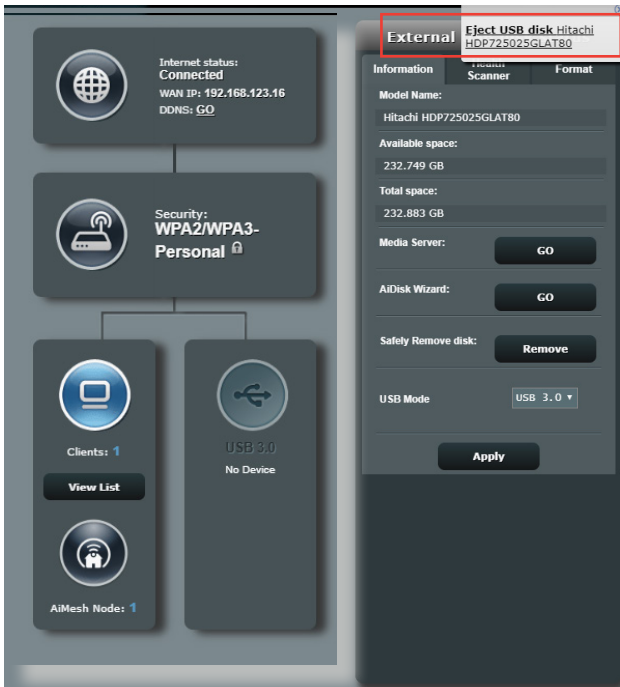 Internet status:
Connected
WAN IP: 192.168.123.16
DDNS: GO
Security:
WPA2/WPA3-
Personal
Clients: 1
View List
AiMesh Node: 1
USB 3.0
No Device
External
Eject USB disk Hitachi
HDP725025GLAT80
Information
Health
Scanner
Format
Model Name:
Hitachi HDP725025GLAT80
Available space:
232.749 GB
Total space:
232.883 GB
Media Server:
GO
AiDisk Wizard:
GO
Safely Remove disk:
Remove
USB Mode
USB 3.0
Apply